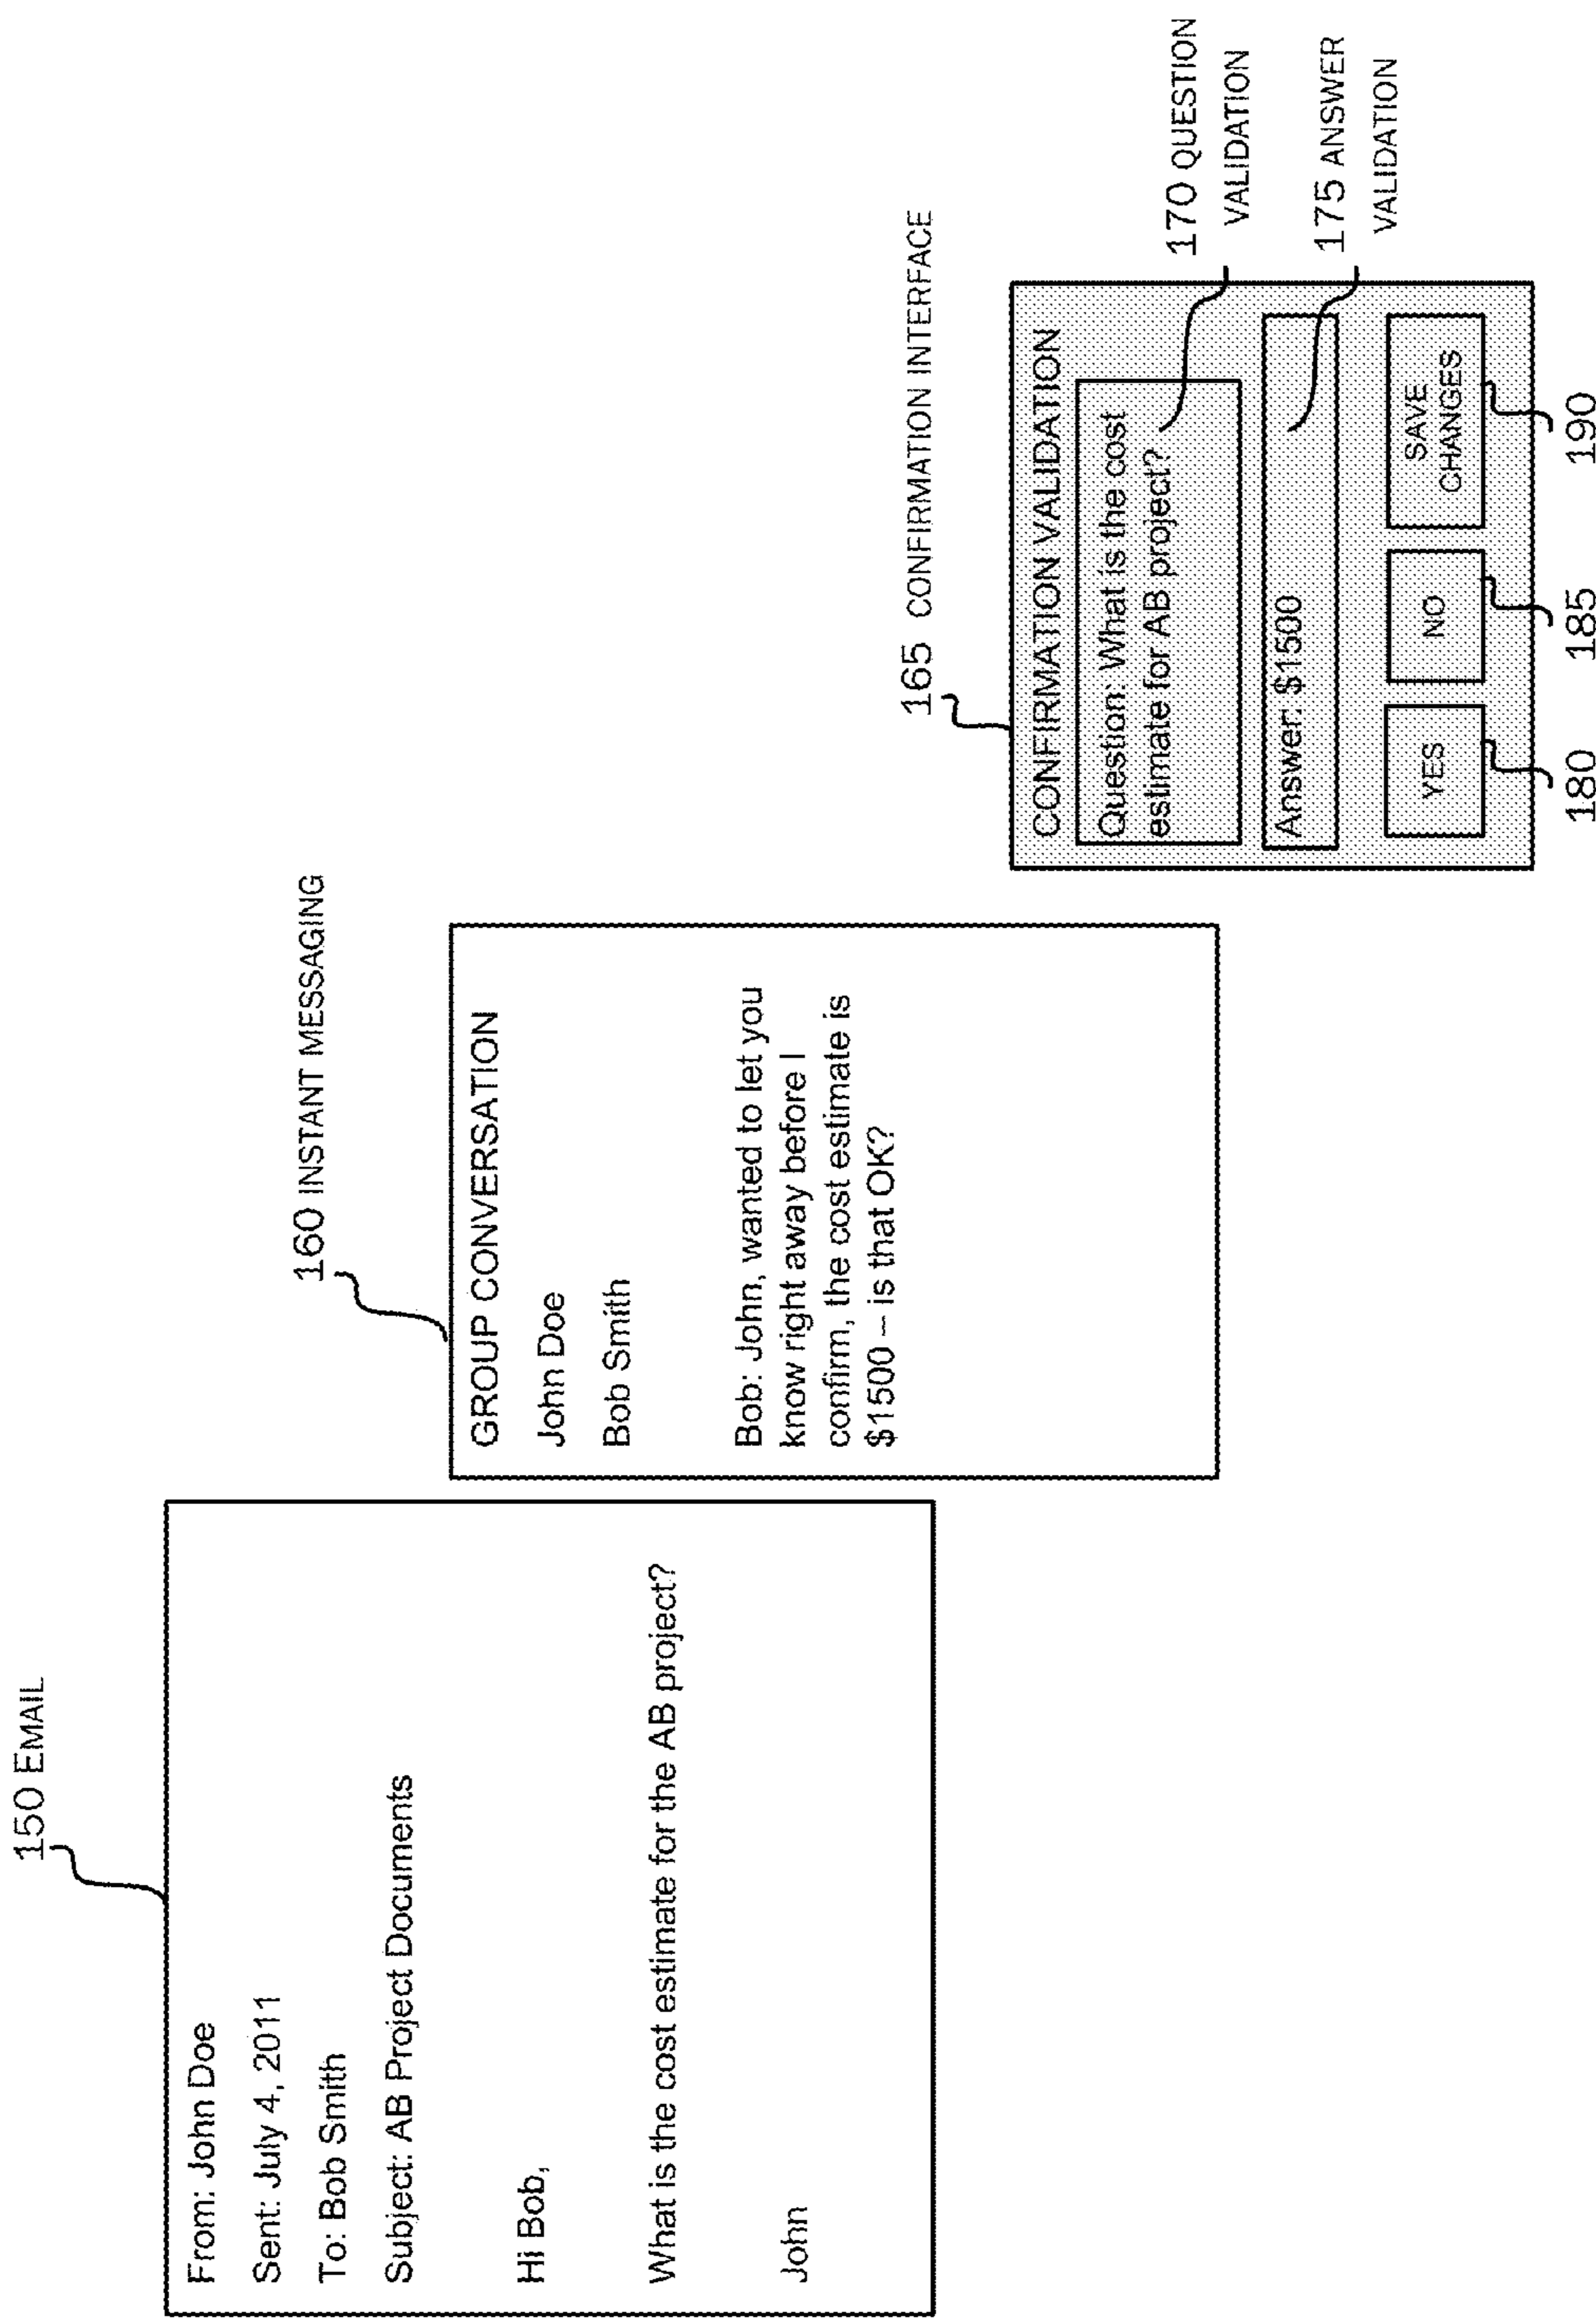 150 EMAIL
From: John Doe
Sent: July 4, 2011
To: Bob Smith
Subject: AB Project Documents
Hi Bob,
What is the cost estimate for the AB project?
John
160 INSTANT MESSAGING
GROUP CONVERSATION
John Doe
Bob Smith
Bob: John, wanted to let you
know right away before I
confirm, the cost estimate is
$1500 – is that OK?
165 CONFIRMATION INTERFACE
CONFIRMATION VALIDATION
Question: What is the cost
estimate for AB project?
170 QUESTION
VALIDATION
Answer: $1500
175 ANSWER
VALIDATION
YES
NO
SAVE
CHANGES
180
185
190